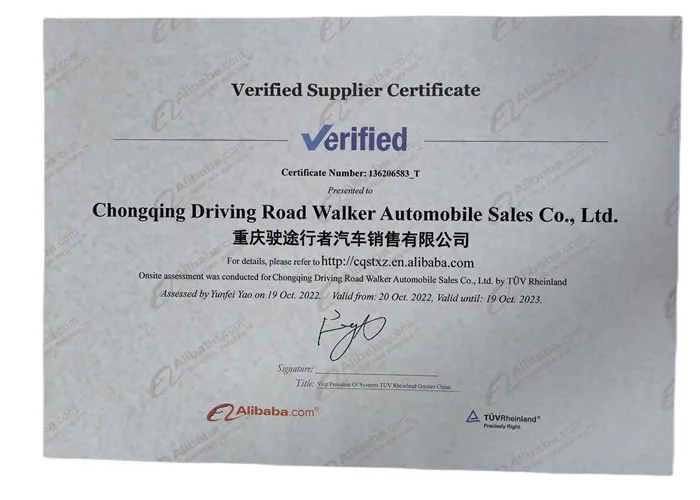 Verified Supplier Certificate
Verified
Certificate Number: 136206583_T
Presented to
Chongqing Driving Road Walker Automobile Sales Co., Ltd.
重庆驶途行者汽车销售有限公司
For details, please refer to http://cqstxz.en.alibaba.com
Onsite assessment was conducted for Chongqing Driving Road Walker Automobile Sales Co., Ltd. by TÜV Rheinland
Assessed by Yunfei Yao on 19 Oct. 2022. Valid from: 20 Oct. 2022, Valid until: 19 Oct. 2023.
Signature:
Title: Vice President Of Systems TÜV Rheinland Greater China
Alibaba.com®
TÜVRheinland®
Precisely Right.